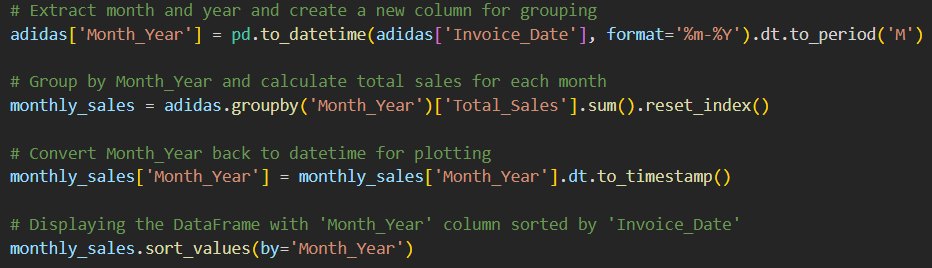 # Extract month and year and create a new column for grouping
adidas['Month_Year'] = pd.to_datetime(adidas['Invoice_Date'], format='%m-%Y').dt.to_period('M')
# Group by Month_Year and calculate total sales for each month
monthly_sales = adidas.groupby('Month_Year')['Total_Sales'].sum().reset_index()
# Convert Month_Year back to datetime for plotting
monthly_sales['Month_Year'] = monthly_sales['Month_Year'].dt.to_timestamp()
# Displaying the DataFrame with 'Month_Year' column sorted by 'Invoice_Date'
monthly_sales.sort_values(by='Month_Year')